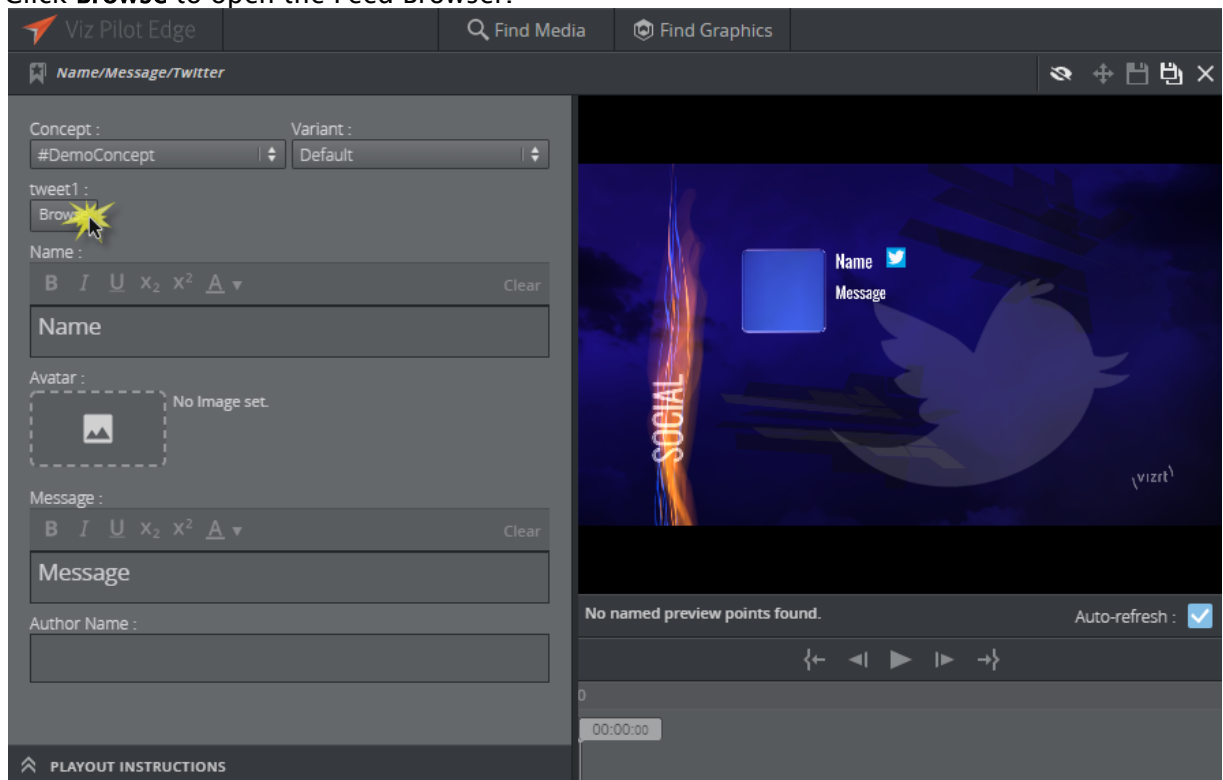 Click Browse to open the Feed Browser.
Viz Pilot Edge
Find Media
Find Graphics
Name/Message/Twitter
Concept :
Variant :
#DemoConcept
Default
tweet1 :
Name :
B I U X₂ X² A ▼
Clear
Name
Avatar :
No Image set.
Message :
B I U X₂ X² A ▼
Clear
Message
Author Name :
PLAYOUT INSTRUCTIONS
Name
Message
SOCIAL
vizrt
No named preview points found.
Auto-refresh :
0
00:00:00